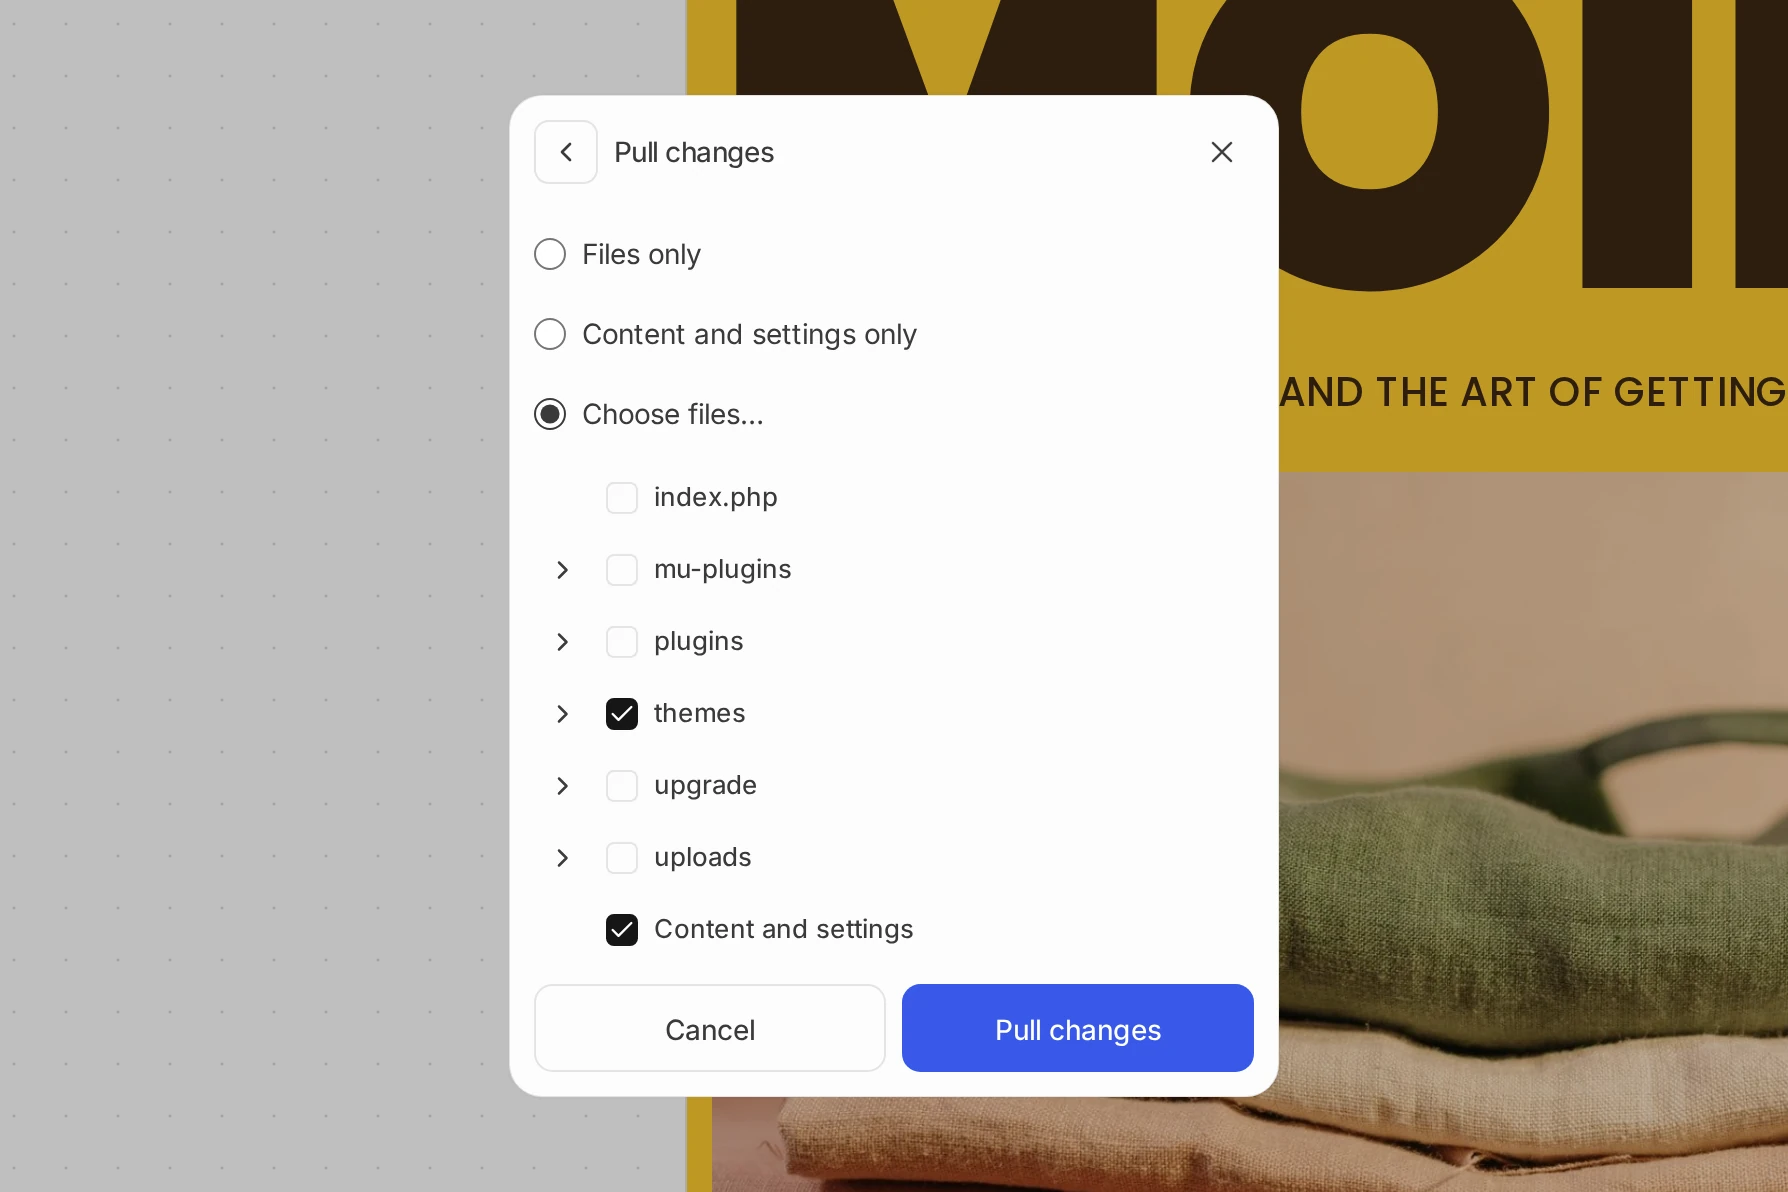 Pull changes
Files only
Content and settings only
Choose files...
index.php
mu-plugins
plugins
themes
upgrade
uploads
Content and settings
Cancel
Pull changes
AND THE ART OF GETTING